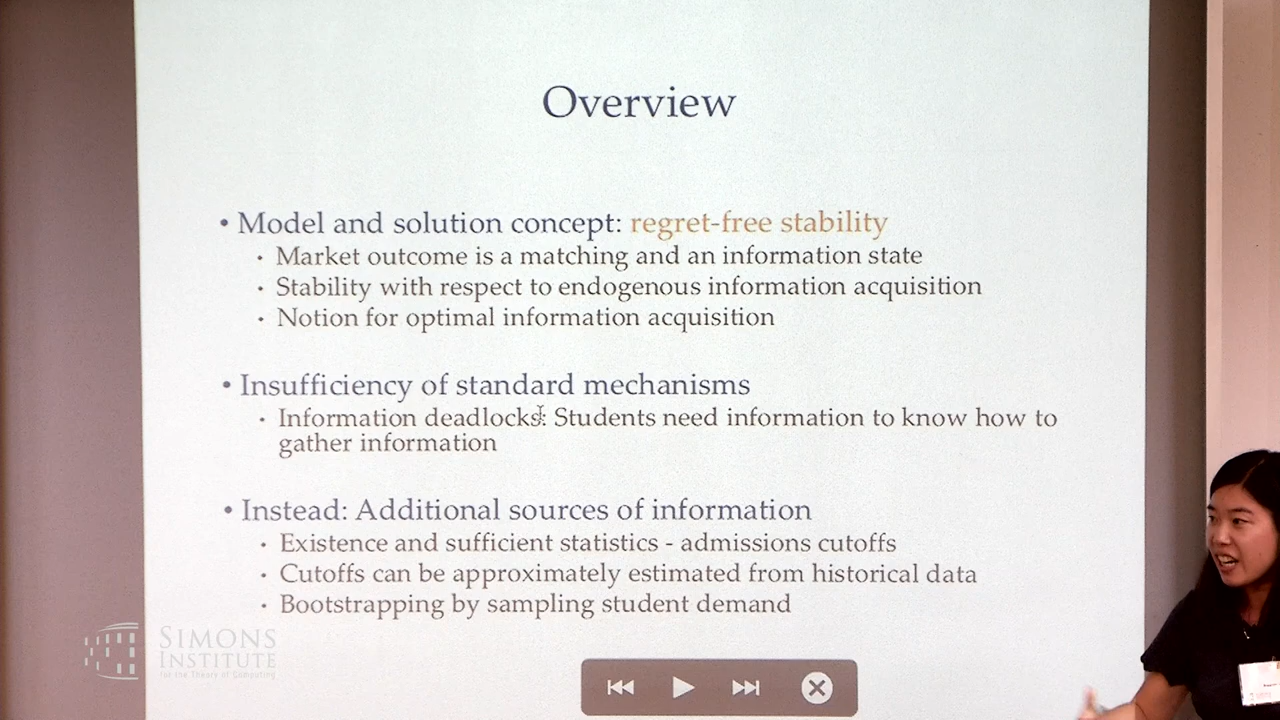 Overview
• Model and solution concept: regret-free stability
• Market outcome is a matching and an information state
• Stability with respect to endogenous information acquisition
• Notion for optimal information acquisition
• Insufficiency of standard mechanisms
• Information deadlocks: Students need information to know how to
gather information
• Instead: Additional sources of information
• Existence and sufficient statistics - admissions cutoffs
• Cutoffs can be approximately estimated from historical data
• Bootstrapping by sampling student demand
SIMONS
INSTITUTE
for the Theory of Computing